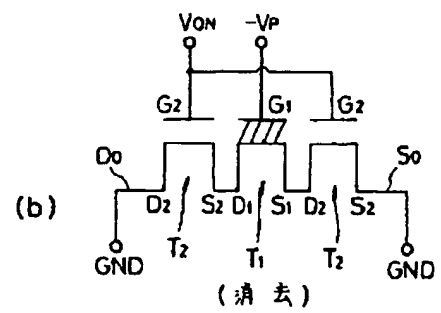 VON -VP
G2 G1 G2
D0 S0
(b) D2 S2 D1 S1 D2 S2
GND T2 T1 T2 GND
(消去)